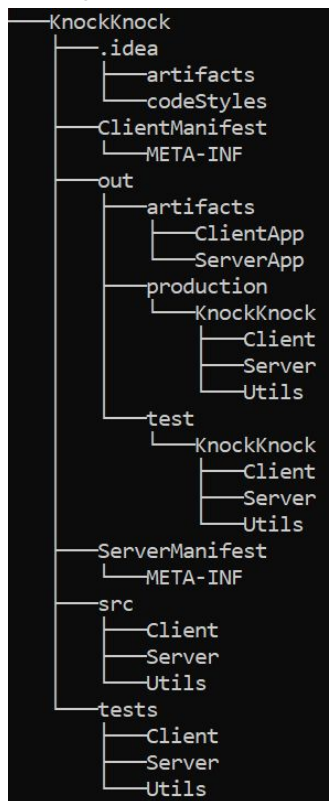 KnockKnock
.idea
artifacts
codeStyles
ClientManifest
META-INF
out
artifacts
ClientApp
ServerApp
production
KnockKnock
Client
Server
Utils
test
KnockKnock
Client
Server
Utils
ServerManifest
META-INF
src
Client
Server
Utils
tests
Client
Server
Utils